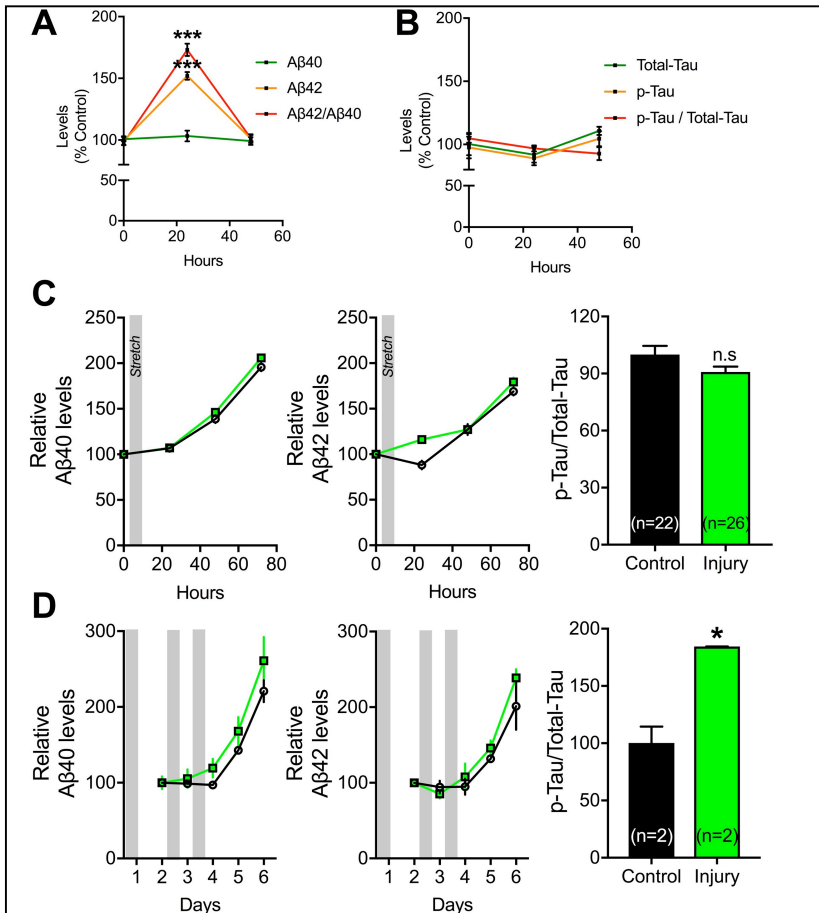 A
200
150
100
50
0
Levels
(% Control)
***
***
Aβ40
Aβ42
Aβ42/Aβ40
0
20
40
60
Hours
B
200
150
100
50
0
Levels
(% Control)
Total-Tau
p-Tau
p-Tau / Total-Tau
0
20
40
60
Hours
C
250
200
150
100
50
0
Relative
Aβ40 levels
Stretch
0
20
40
60
80
Hours
250
200
150
100
50
0
Relative
Aβ42 levels
Stretch
0
20
40
60
80
Hours
120
90
60
30
0
p-Tau/Total-Tau
n.s
(n=22)
(n=26)
Control
Injury
D
300
200
100
0
Relative
Aβ40 levels
1
2
3
4
5
6
Days
300
200
100
0
Relative
Aβ42 levels
1
2
3
4
5
6
Days
200
150
100
50
0
p-Tau/Total-Tau
*
(n=2)
(n=2)
Control
Injury